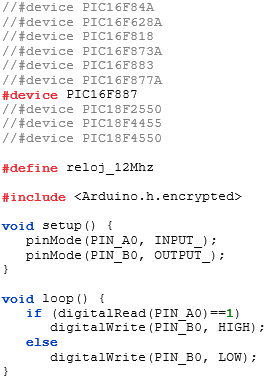 //#device PIC16F84A
//#device PIC16F628A
//#device PIC16F818
//#device PIC16F873A
//#device PIC16F883
//#device PIC16F877A
#device PIC16F887
//#device PIC18F2550
//#device PIC18F4455
//#device PIC18F4550
#define reloj_12Mhz
#include <Arduino.h.encrypted>
void setup() {
pinMode(PIN_A0, INPUT_);
pinMode(PIN_B0, OUTPUT_);
}
void loop() {
if (digitalRead(PIN_A0)==1)
digitalWrite(PIN_B0, HIGH);
else
digitalWrite(PIN_B0, LOW);
}